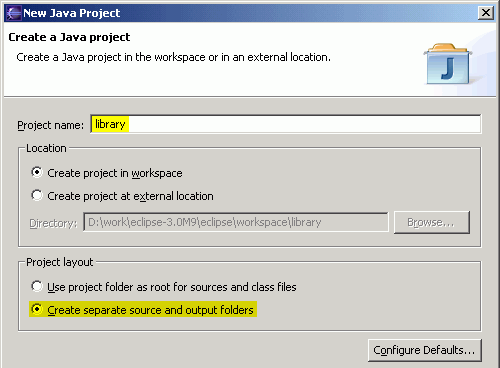 New Java Project
Create a Java project
Create a Java project in the workspace or in an external location.
J
Project name: library
Location
Create project in workspace
Create project at external location
Directory: D:\work\eclipse-3.0M9\eclipse\workspace\library Browse...
Project layout
Use project folder as root for sources and class files
Create separate source and output folders
Configure Defaults...